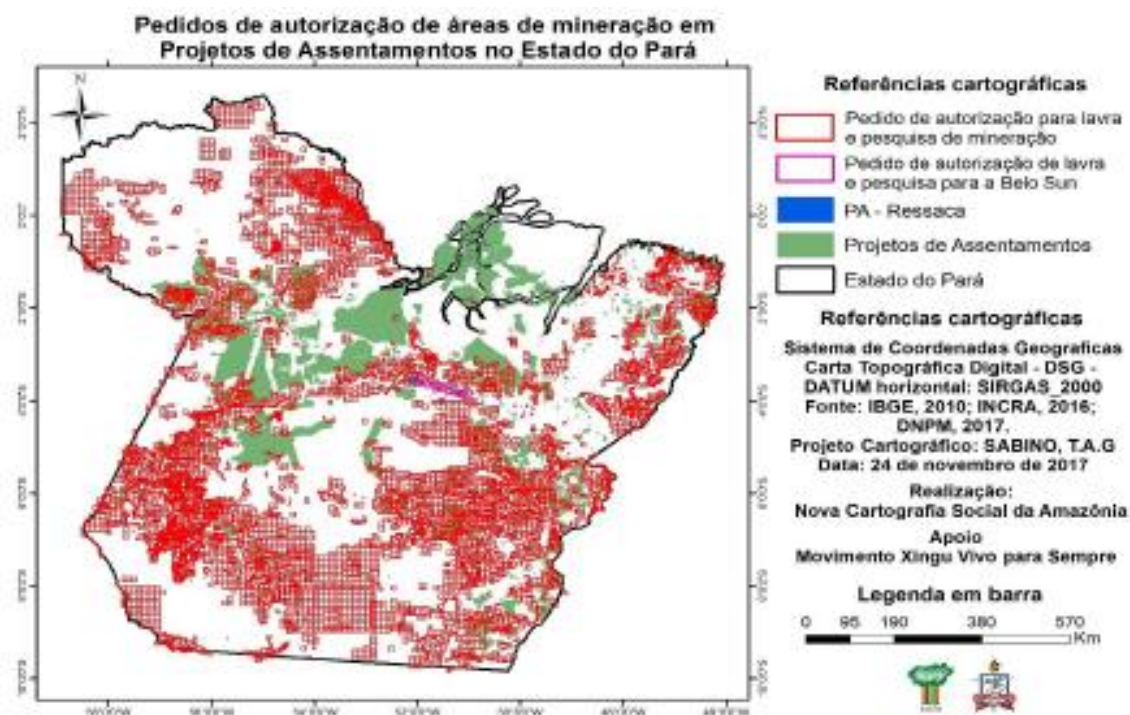 Pedidos de autorização de áreas de mineração em
Projetos de Assentamentos no Estado do Pará
N
Referências cartográficas
Pedido de autorização para lavra
e pesquisa de mineração
Pedido de autorização de lavra
e pesquisa para a Belo Sun
PA - Ressaca
Projetos de Assentamentos
Estado do Pará
Referências cartográficas
Sistema de Coordenadas Geograficas
Carta Topográfica Digital - DSG -
DATUM horizontal: SIRGAS_2000
Fonte: IBGE, 2010; INCRA, 2016;
DNPM, 2017.
Projeto Cartográfico: SABINO, T.A.G
Data: 24 de novembro de 2017
Realização:
Nova Cartografia Social da Amazônia
Apoio
Movimento Xingu Vivo para Sempre
Legenda em barra
0 95 190 380 570
Km